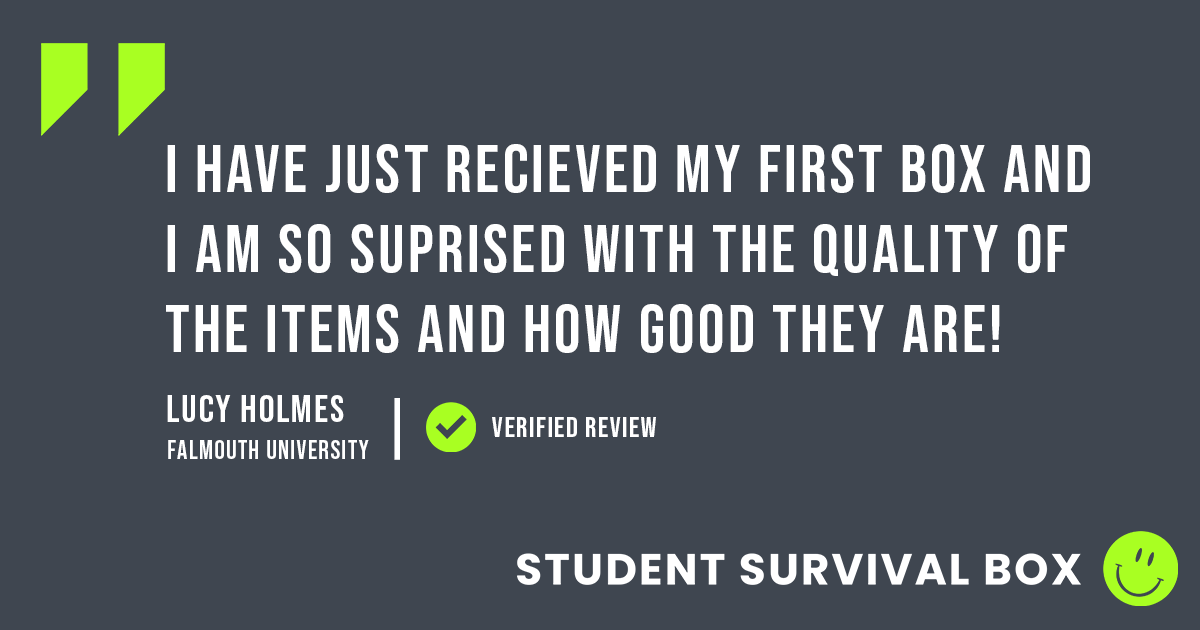 I HAVE JUST RECIEVED MY FIRST BOX AND
I AM SO SUPRISED WITH THE QUALITY OF
THE ITEMS AND HOW GOOD THEY ARE!
LUCY HOLMES
FALMOUTH UNIVERSITY
VERIFIED REVIEW
STUDENT SURVIVAL BOX